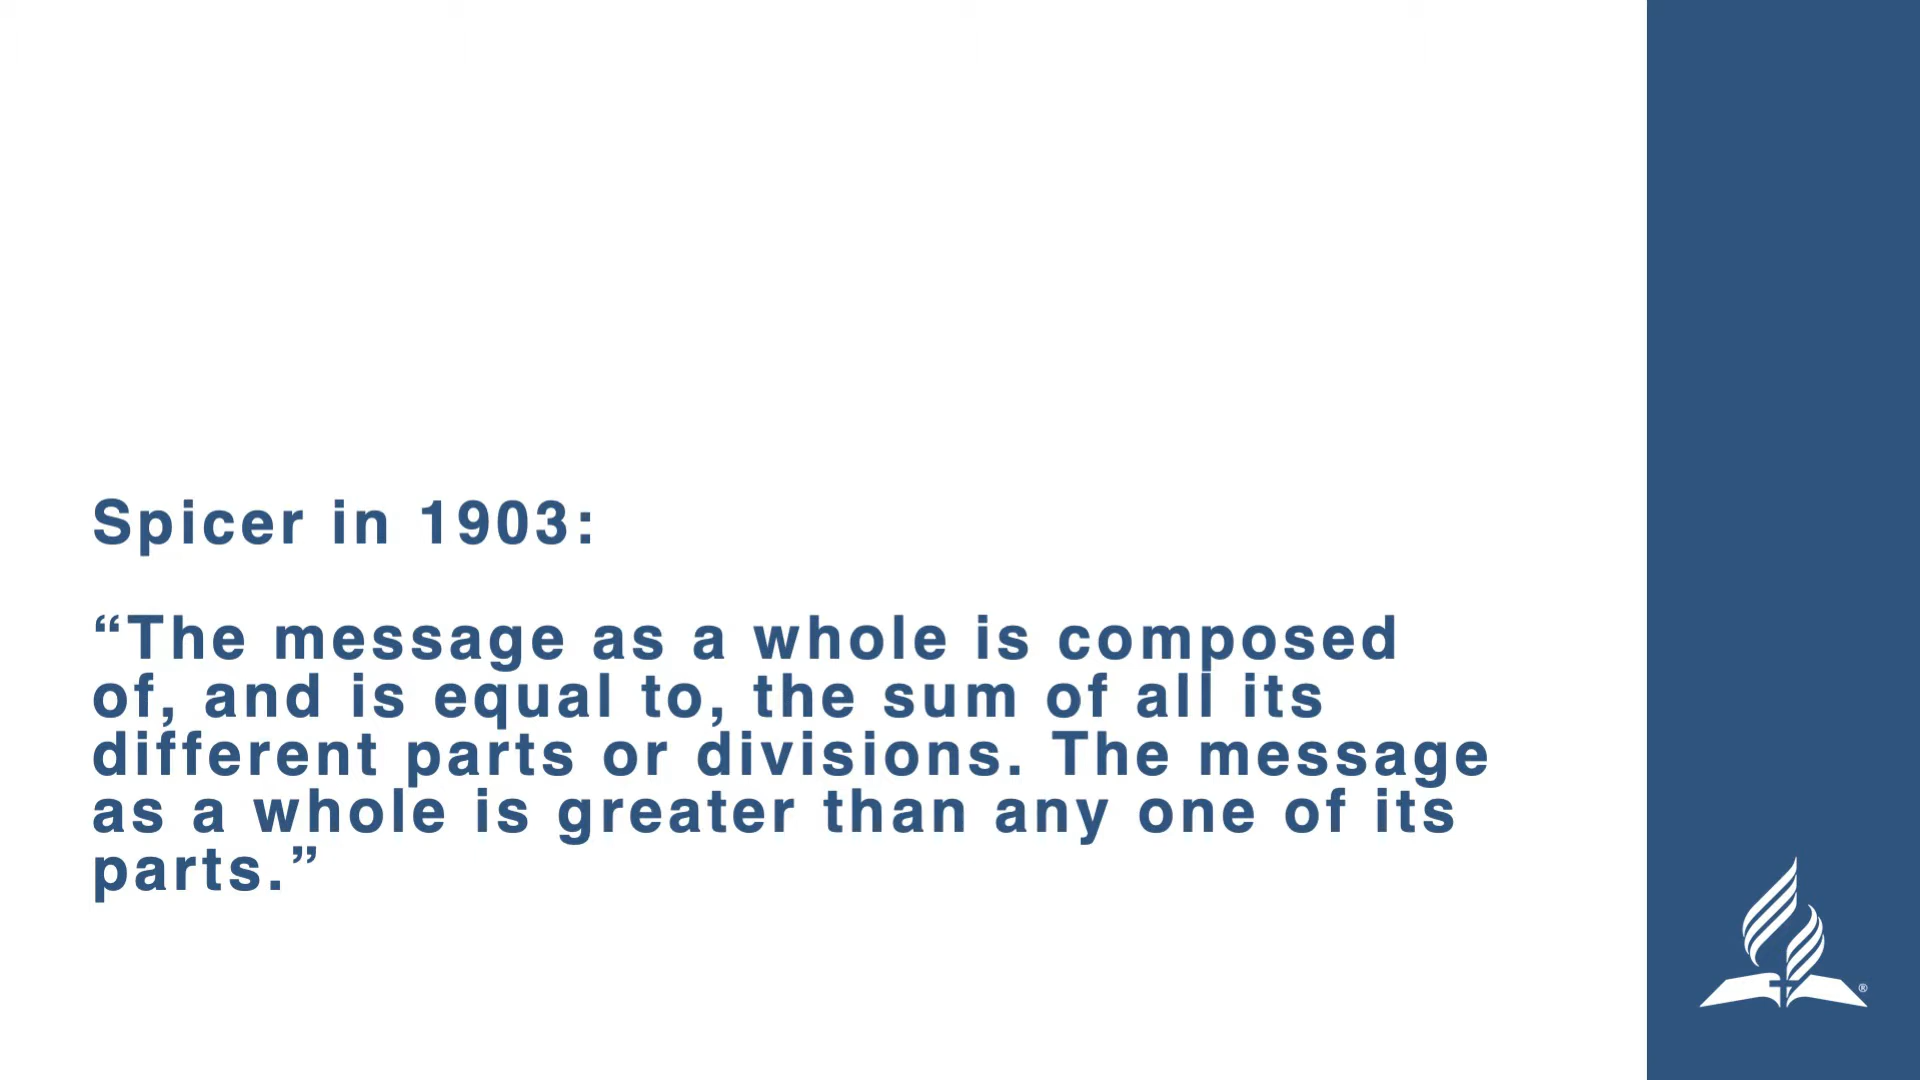 Spicer in 1903:
“The message as a whole is composed
of, and is equal to, the sum of all its
different parts or divisions. The message
as a whole is greater than any one of its
parts.”
®